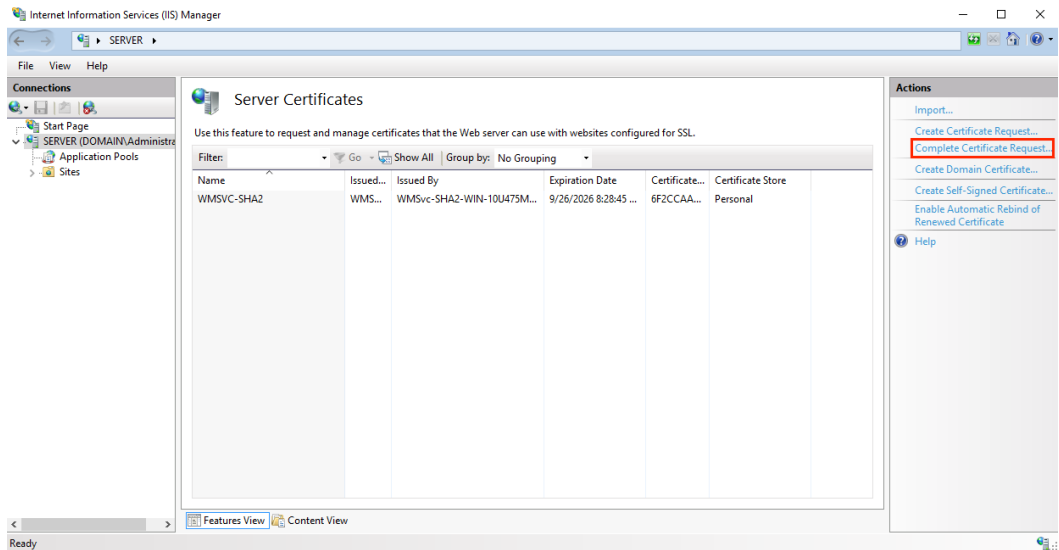 Internet Information Services (IIS) Manager
SERVER
File View Help
Connections
Start Page
SERVER (DOMAIN\Administra
Application Pools
Sites
Server Certificates
Use this feature to request and manage certificates that the Web server can use with websites configured for SSL.
Filter: Go Show All Group by: No Grouping
Name Issued... Issued By Expiration Date Certificate... Certificate Store
WMSVC-SHA2 WMS... WMSvc-SHA2-WIN-10U475M... 9/26/2026 8:28:45 ... 6F2CCAA... Personal
Features View Content View
Actions
Import...
Create Certificate Request...
Complete Certificate Request...
Create Domain Certificate...
Create Self-Signed Certificate...
Enable Automatic Rebind of
Renewed Certificate
Help
Ready